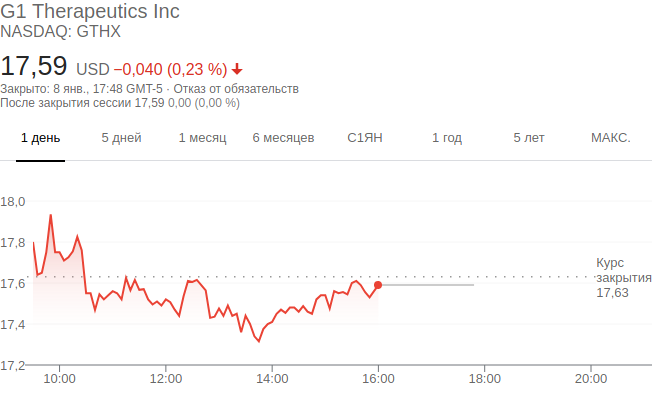 G1 Therapeutics Inc
NASDAQ: GTHX
17,59 USD −0,040 (0,23 %)
Закрыто: 8 янв., 17:48 GMT-5 · Отказ от обязательств
После закрытия сессии 17,59 0,00 (0,00 %)
1 день 5 дней 1 месяц 6 месяцев С1ЯН 1 год 5 лет МАКС.
18,0
17,8
Курс
закрытия
17,63
17,6
17,4
17,2
10:00 12:00 14:00 16:00 18:00 20:00